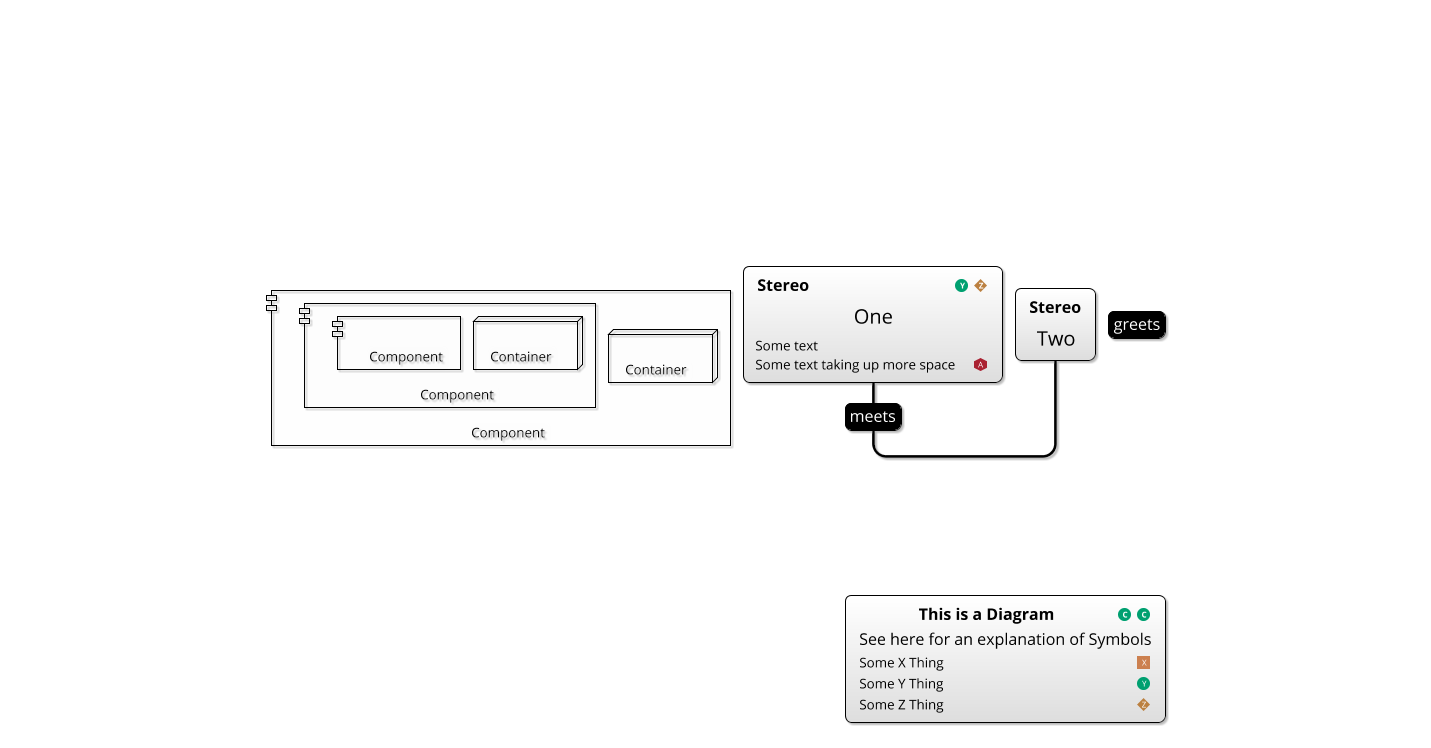 Component
Container
Component
Container
Component
Stereo Y Z
One
Some text
Some text taking up more space A
meets
Stereo
Two
greets
This is a Diagram C C
See here for an explanation of Symbols
Some X Thing X
Some Y Thing Y
Some Z Thing Z